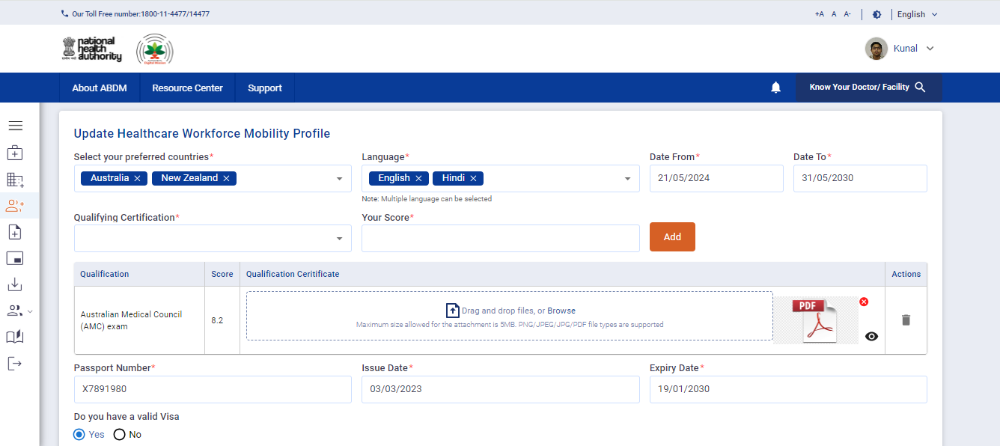 Our Toll Free number:1800-11-4477/14477
+A A A- English
national
health
authority
Kunal
About ABDM Resource Center Support Know Your Doctor/ Facility
Update Healthcare Workforce Mobility Profile
Select your preferred countries* Language* Date From* Date To*
Australia New Zealand English Hindi 21/05/2024 31/05/2030
Note: Multiple language can be selected
Qualifying Certification* Your Score*
Add
Qualification Score Qualification Ceritificate Actions
Australian Medical Council
(AMC) exam
8.2
Drag and drop files, or Browse
Maximum size allowed for the attachment is 5MB. PNG/JPEG/JPG/PDF file types are supported
PDF
Passport Number* Issue Date* Expiry Date*
X7891980 03/03/2023 19/01/2030
Do you have a valid Visa
Yes No